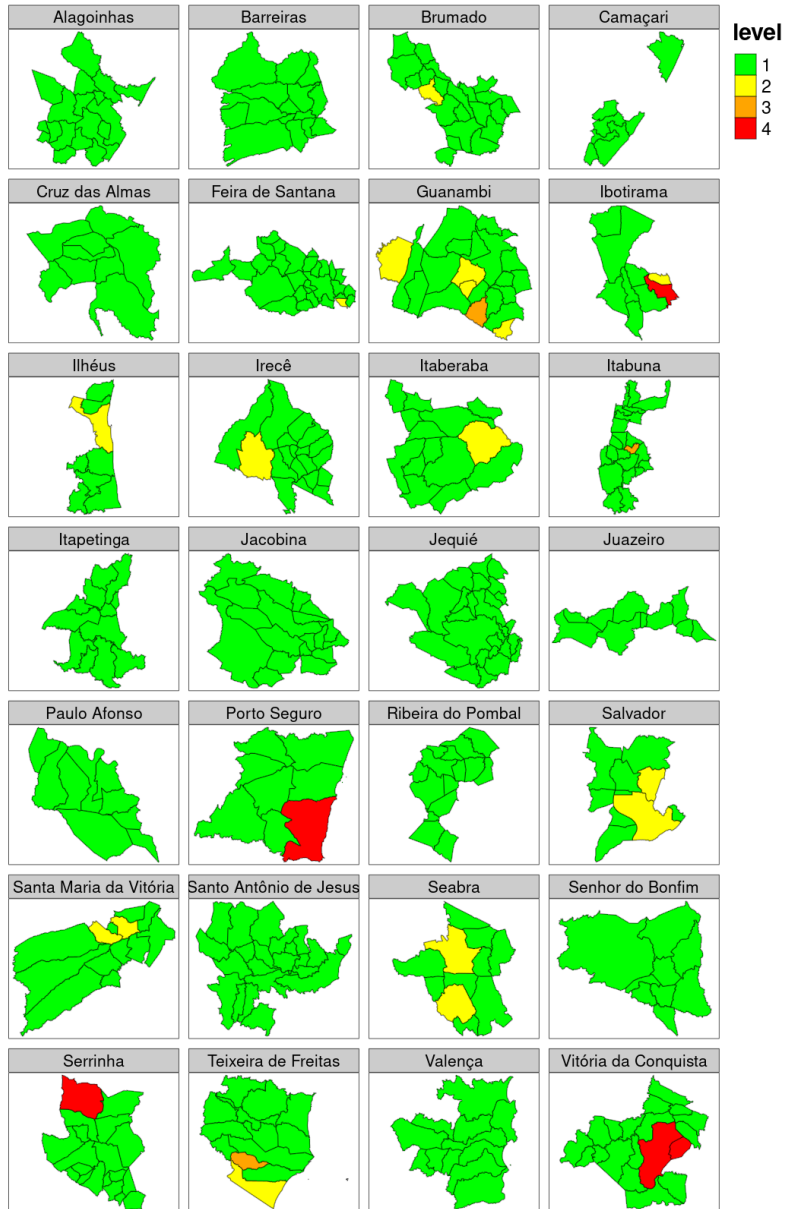 Alagoinhas
Barreiras
Brumado
Camaçari
level
1
2
3
4
Cruz das Almas
Feira de Santana
Guanambi
Ibotirama
Ilhéus
Irecê
Itaberaba
Itabuna
Itapetinga
Jacobina
Jequié
Juazeiro
Paulo Afonso
Porto Seguro
Ribeira do Pombal
Salvador
Santa Maria da Vitória
Santo Antônio de Jesus
Seabra
Senhor do Bonfim
Serrinha
Teixeira de Freitas
Valença
Vitória da Conquista